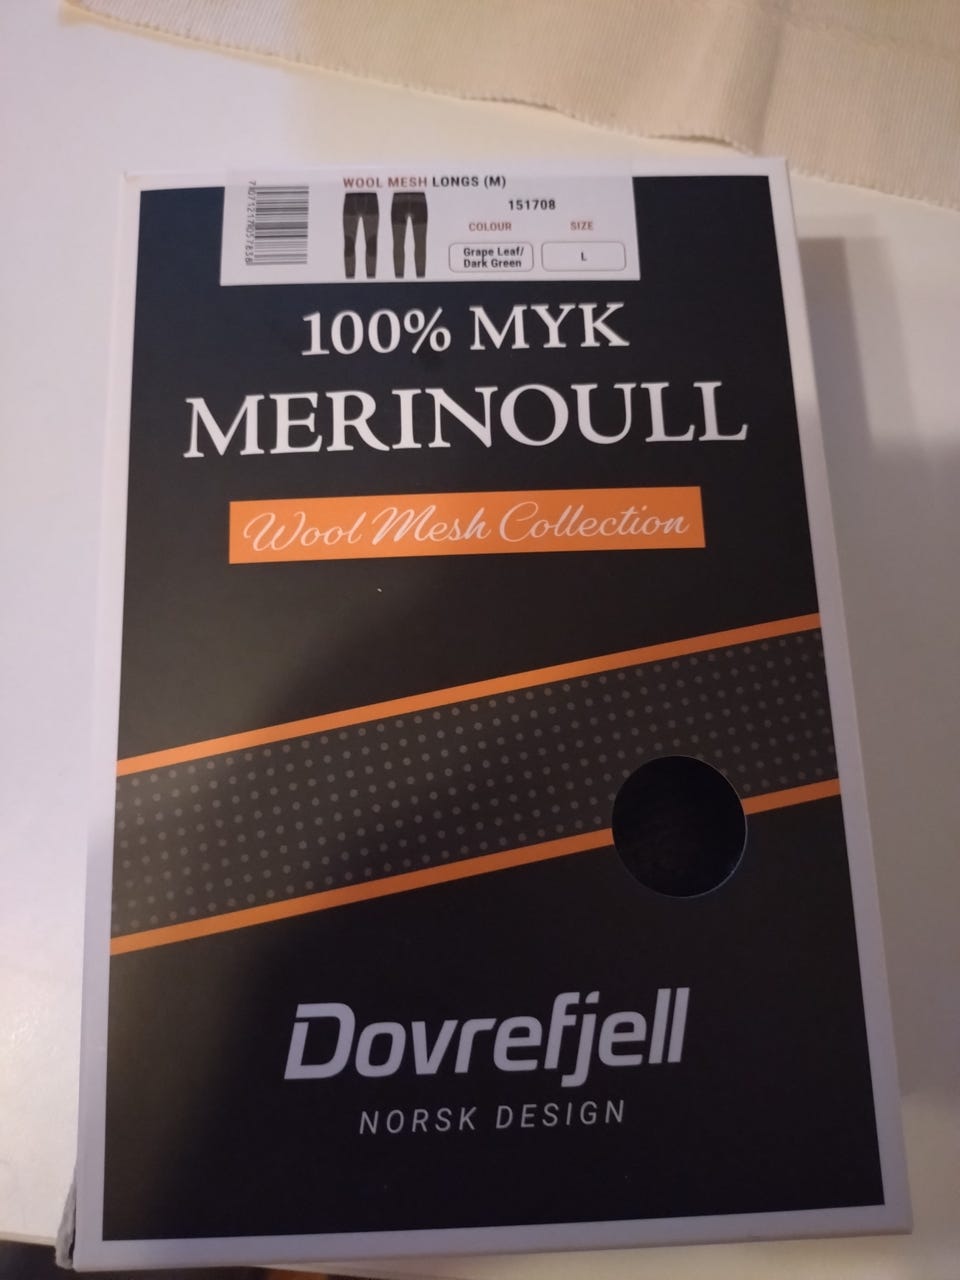 WOOL MESH LONGS (M)
151708
COLOUR SIZE
Grape Leaf/
Dark Green
L
100% MYK
MERINOULL
Wool Mesh Collection
Dovrefjell
NORSK DESIGN